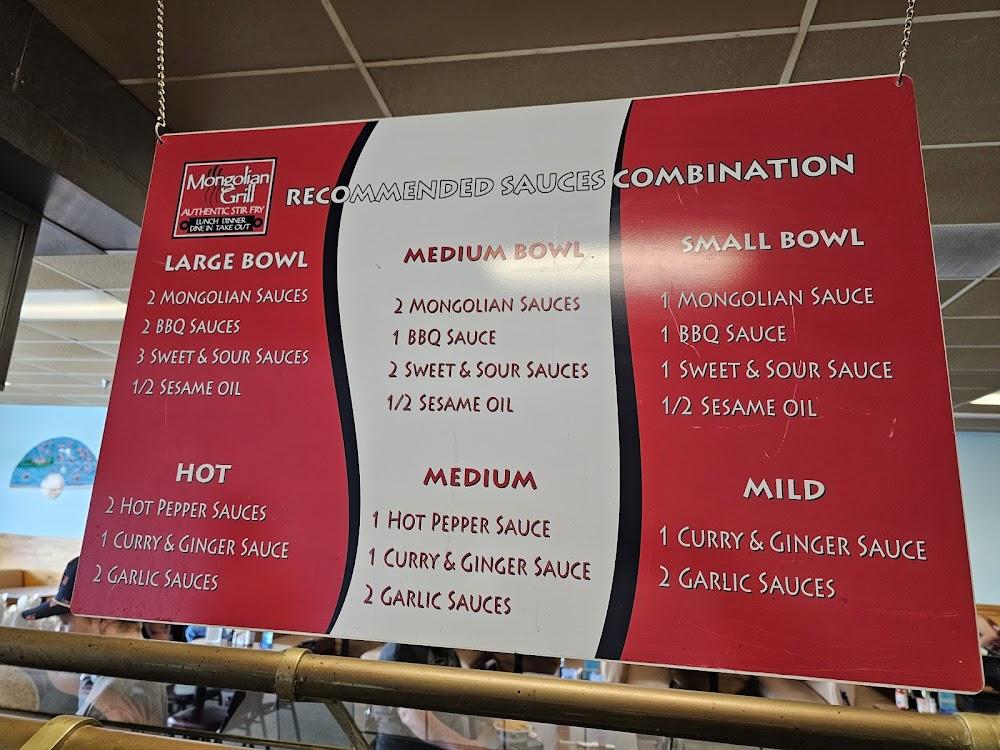 Mongolian
Grill
AUTHENTIC STIR FRY
LUNCH DINNER
DINE IN TAKE OUT
RECOMMENDED SAUCES COMBINATION
LARGE BOWL
2 MONGOLIAN SAUCES
2 BBQ SAUCES
3 SWEET & SOUR SAUCES
1/2 SESAME OIL
HOT
2 HOT PEPPER SAUCES
1 CURRY & GINGER SAUCE
2 GARLIC SAUCES
MEDIUM BOWL
2 MONGOLIAN SAUCES
1 BBQ SAUCE
2 SWEET & SOUR SAUCES
1/2 SESAME OIL
MEDIUM
1 HOT PEPPER SAUCE
1 CURRY & GINGER SAUCE
2 GARLIC SAUCES
SMALL BOWL
1 MONGOLIAN SAUCE
1 BBQ SAUCE
1 SWEET & SOUR SAUCE
1/2 SESAME OIL
MILD
1 CURRY & GINGER SAUCE
2 GARLIC SAUCES